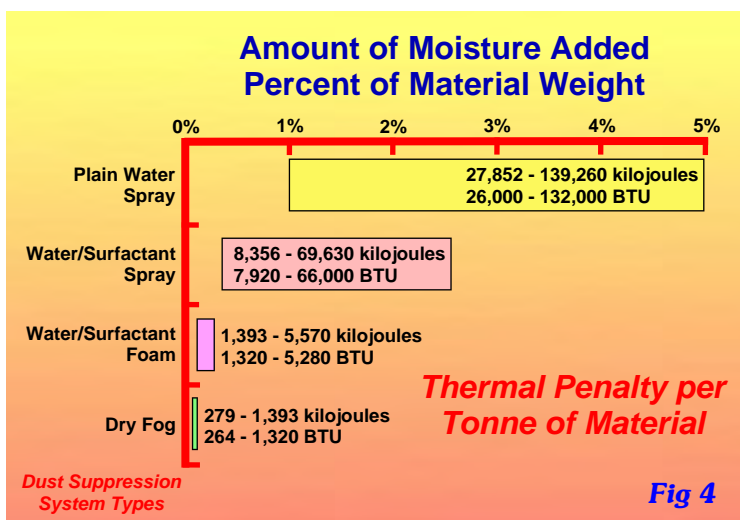 Amount of Moisture Added
Percent of Material Weight
0% 1% 2% 3% 4% 5%
Plain Water
Spray
27,852 - 139,260 kilojoules
26,000 - 132,000 BTU
Water/Surfactant
Spray
8,356 - 69,630 kilojoules
7,920 - 66,000 BTU
Water/Surfactant
Foam
1,393 - 5,570 kilojoules
1,320 - 5,280 BTU
Dry Fog
279 - 1,393 kilojoules
264 - 1,320 BTU
Thermal Penalty per
Tonne of Material
Dust Suppression
System Types
Fig 4